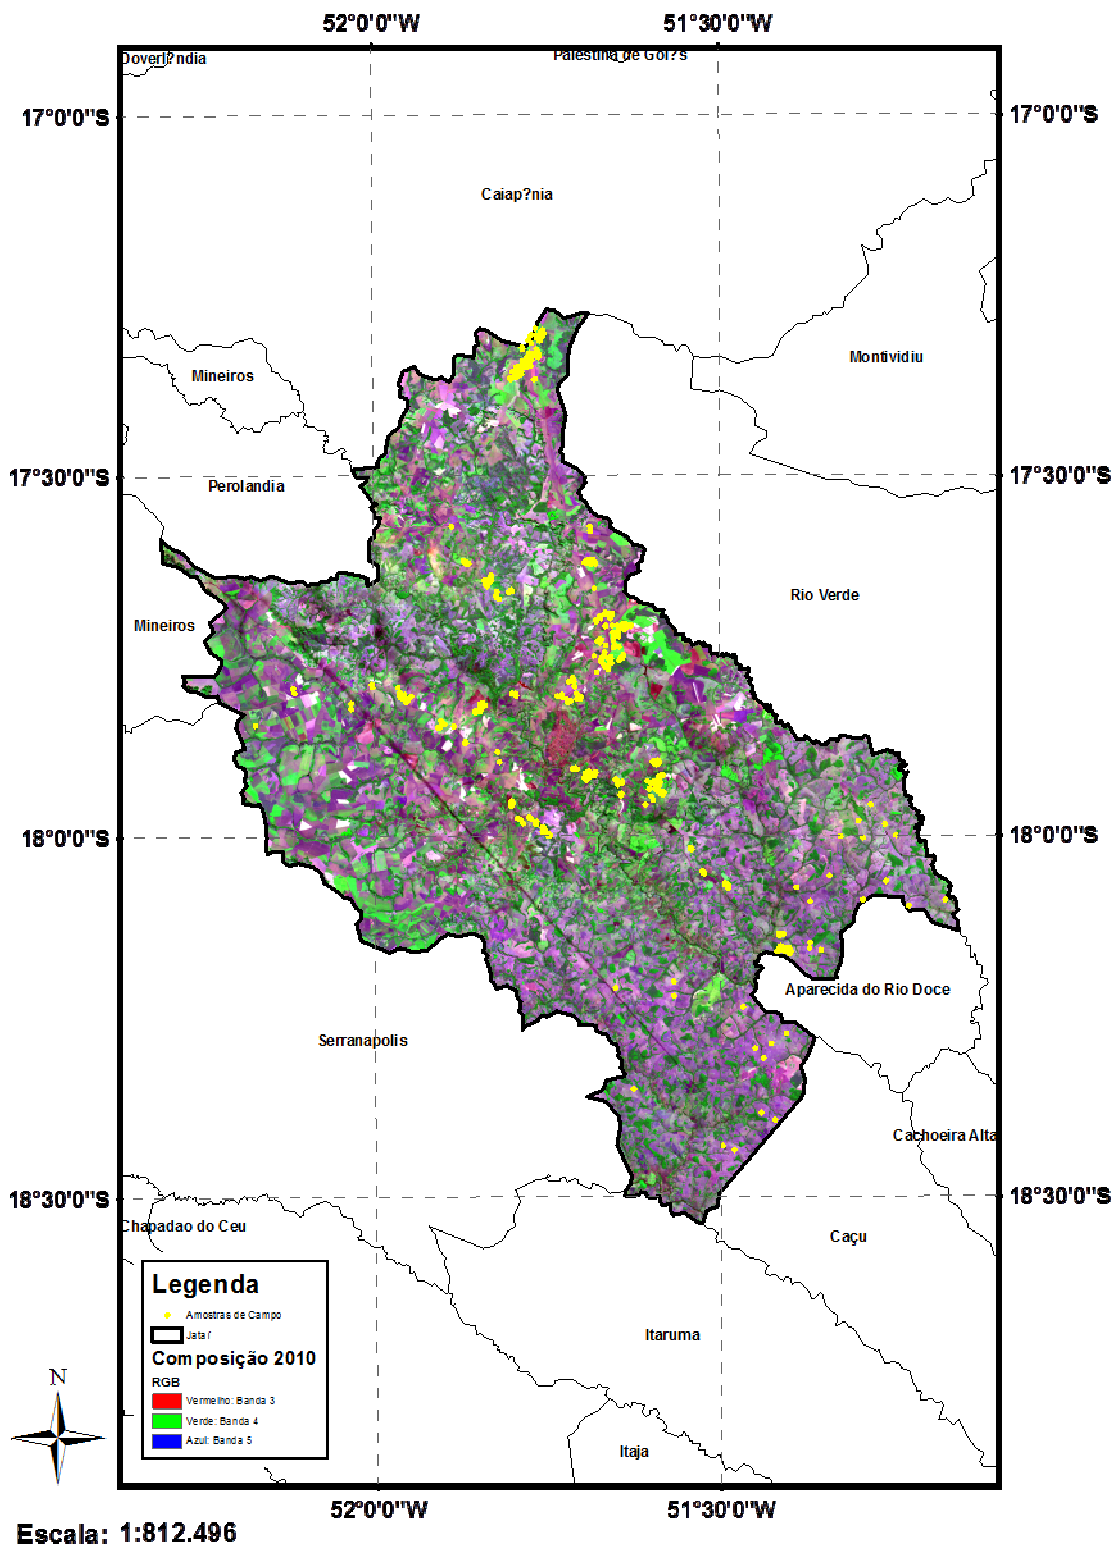 52°0'0"W 51°30'0"W
Doverl?ndia
Palestina de Goi?s
17°0'0"S 17°0'0"S
Caiap?nia
Montividiu
Mineiros
17°30'0"S 17°30'0"S
Perolandia
Rio Verde
Mineiros
18°0'0"S 18°0'0"S
Aparecida do Rio Doce
Serranapolis
Cachoeira Alta
18°30'0"S 18°30'0"S
Chapadao do Ceu
Caçu
Legenda
Amostras de Campo
Jataí
Composição 2010
RGB
Vermelho: Banda 3
Verde: Banda 4
Azul: Banda 5
Itaruma
Itaja
N
52°0'0"W 51°30'0"W
Escala: 1:812.496